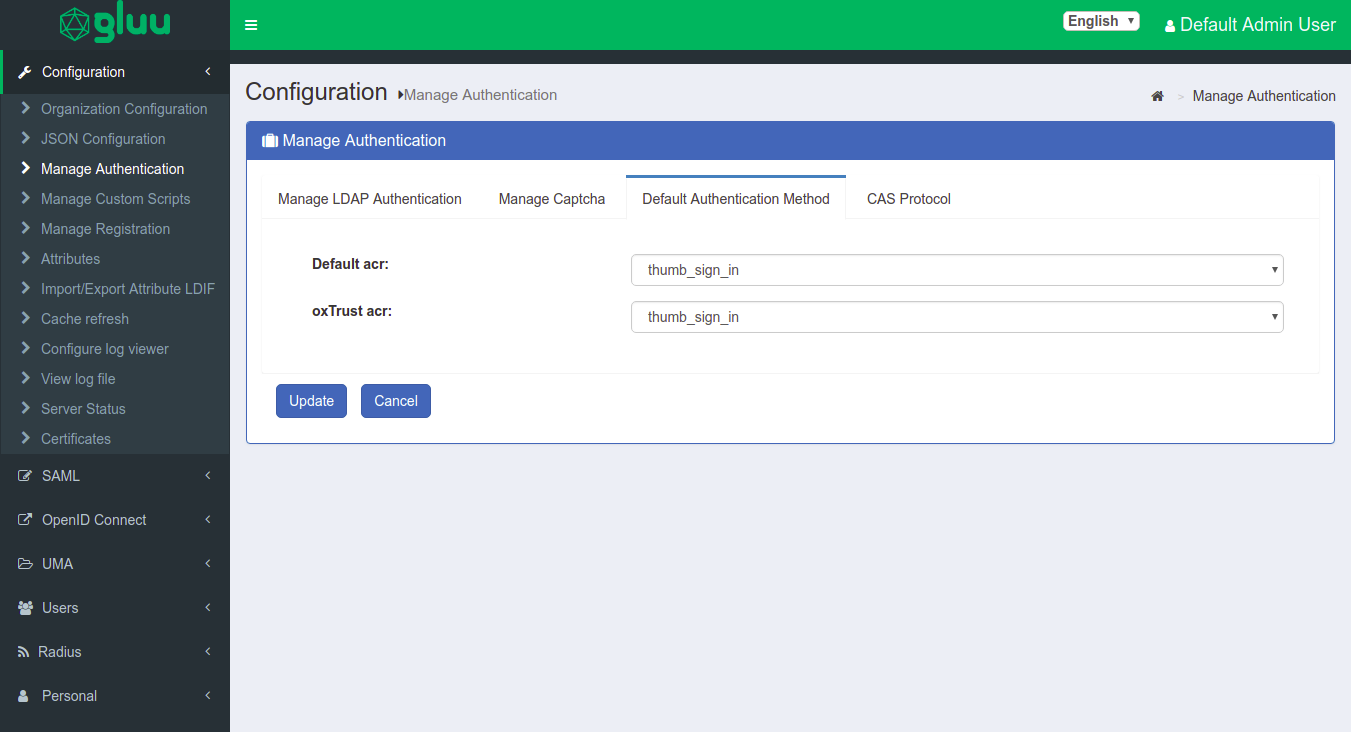 gluu
English
Default Admin User
Configuration
Organization Configuration
JSON Configuration
Manage Authentication
Manage Custom Scripts
Manage Registration
Attributes
Import/Export Attribute LDIF
Cache refresh
Configure log viewer
View log file
Server Status
Certificates
SAML
OpenID Connect
UMA
Users
Radius
Personal
Configuration Manage Authentication
> Manage Authentication
Manage Authentication
Manage LDAP Authentication Manage Captcha Default Authentication Method CAS Protocol
Default acr: thumb_sign_in
oxTrust acr: thumb_sign_in
Update Cancel